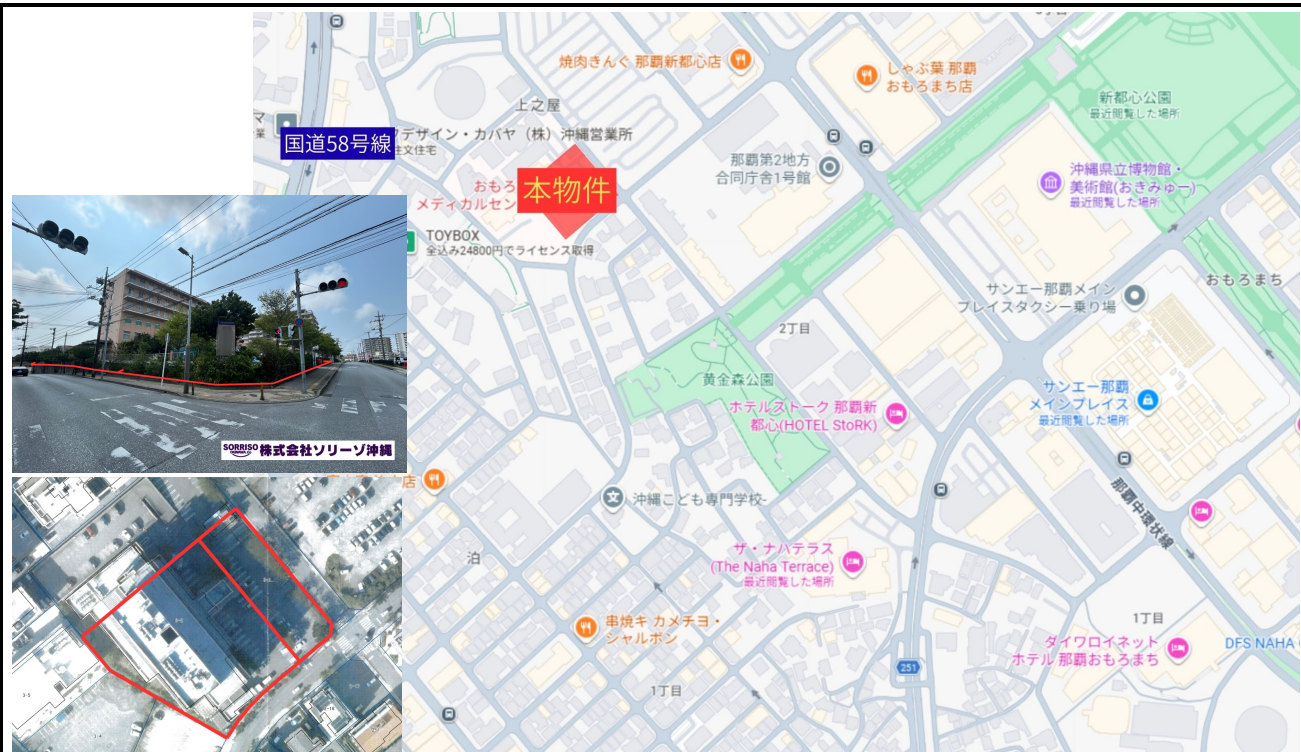 焼肉きんぐ 那覇新都心店
しゃぶ葉 那覇
おもろまち店
新都心公園
最近閲覧した場所
上之屋
マ
業
国道58号線
デザイン・カバヤ（株）沖縄営業所
注文住宅
那覇第2地方
合同庁舎1号館
沖縄県立博物館・
美術館(おきみゅー)
最近閲覧した場所
本物件
おもろ
メディカルセン
TOYBOX
全込み24800円でライセンス取得
サンエー那覇メイン
プレイスタクシー乗り場
おもろまち
2丁目
黄金森公園
ホテルストーク 那覇新
都心(HOTEL StoRK)
サンエー那覇
メインプレイス
最近閲覧した場所
SORRISO
株式会社ソリーゾ沖縄
店
沖縄こども専門学校-
那覇中環状線
泊
ザ・ナハテラス
(The Naha Terrace)
最近閲覧した場所
串焼キ カメチヨ・
シャルボン
1丁目
ダイワロイネット
ホテル 那覇おもろまち
DFS NAHA
251
1丁目